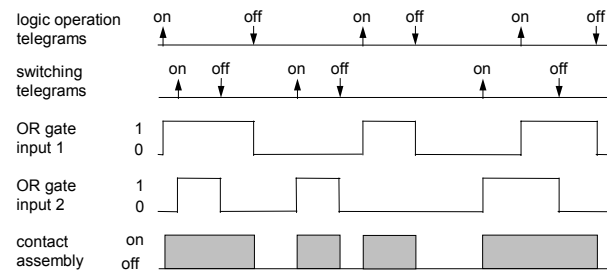 logic operation telegrams
on off on off on off
switching telegrams
on off on off on off
OR gate input 1
1
0
OR gate input 2
1
0
contact assembly
on
off